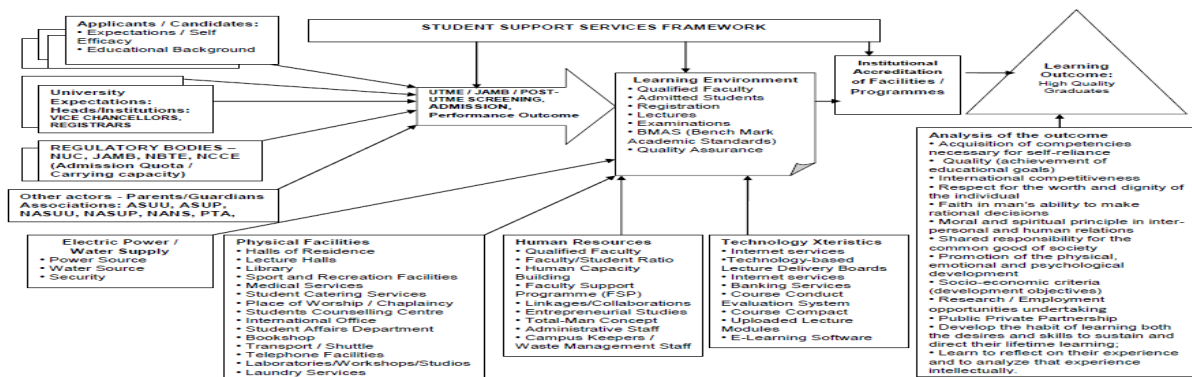 STUDENT SUPPORT SERVICES FRAMEWORK
Applicants / Candidates:
• Expectations / Self
Efficacy
• Educational Background
University
Expectations:
Heads/Institutions:
VICE CHANCELLORS,
REGISTRARS
REGULATORY BODIES –
NUC, JAMB, NBTE, NCCE
(Admission Quota /
Carrying capacity)
Other actors - Parents/Guardians
Associations: ASUU, ASUP,
NASUU, NASUP, NANS, PTA,
UTME / JAMB / POST-
UTME SCREENING,
ADMISSION,
Performance Outcome
Learning Environment
• Qualified Faculty
• Admitted Students
• Registration
• Lectures
• Examinations
• BMAS (Bench Mark
Academic Standards)
• Quality Assurance
Institutional
Accreditation
of Facilities /
Programmes
Learning
Outcome:
High Quality
Graduates
Electric Power /
Water Supply
• Power Source
• Water Source
• Security
Physical Facilities
• Halls of Residence
• Lecture Halls
• Library
• Sport and Recreation Facilities
• Medical Services
• Student Catering Services
• Place of Worship / Chaplaincy
• Students Counselling Centre
• International Office
• Student Affairs Department
• Bookshop
• Transport / Shuttle
• Telephone Facilities
• Laboratories/Workshops/Studios
• Laundry Services
Human Resources
• Qualified Faculty
• Faculty/Student Ratio
• Human Capacity
Building
• Faculty Support
Programme (FSP)
• Linkages/Collaborations
• Entrepreneurial Studies
• Total-Man Concept
• Administrative Staff
• Campus Keepers /
Waste Management Staff
Technology Xteristics
• Internet services
•Technology-based
Lecture Delivery Boards
• Internet services
• Banking Services
• Course Conduct
Evaluation System
• Course Compact
• Uploaded Lecture
Modules
• E-Learning Software
Analysis of the outcome
• Acquisition of competencies
necessary for self-reliance
• Quality (achievement of
educational goals)
• International competitiveness
• Respect for the worth and dignity of
the individual
• Faith in man's ability to make
rational decisions
• Moral and spiritual principle in inter-
personal and human relations
• Shared responsibility for the
common good of society
• Promotion of the physical,
emotional and psychological
development
• Socio-economic criteria
(development objectives)
• Research / Employment
opportunities undertaking
• Public Private Partnership
• Develop the habit of learning both
the desires and skills to sustain and
direct their lifetime learning;
• Learn to reflect on their experience
and to analyze that experience
intellectually.